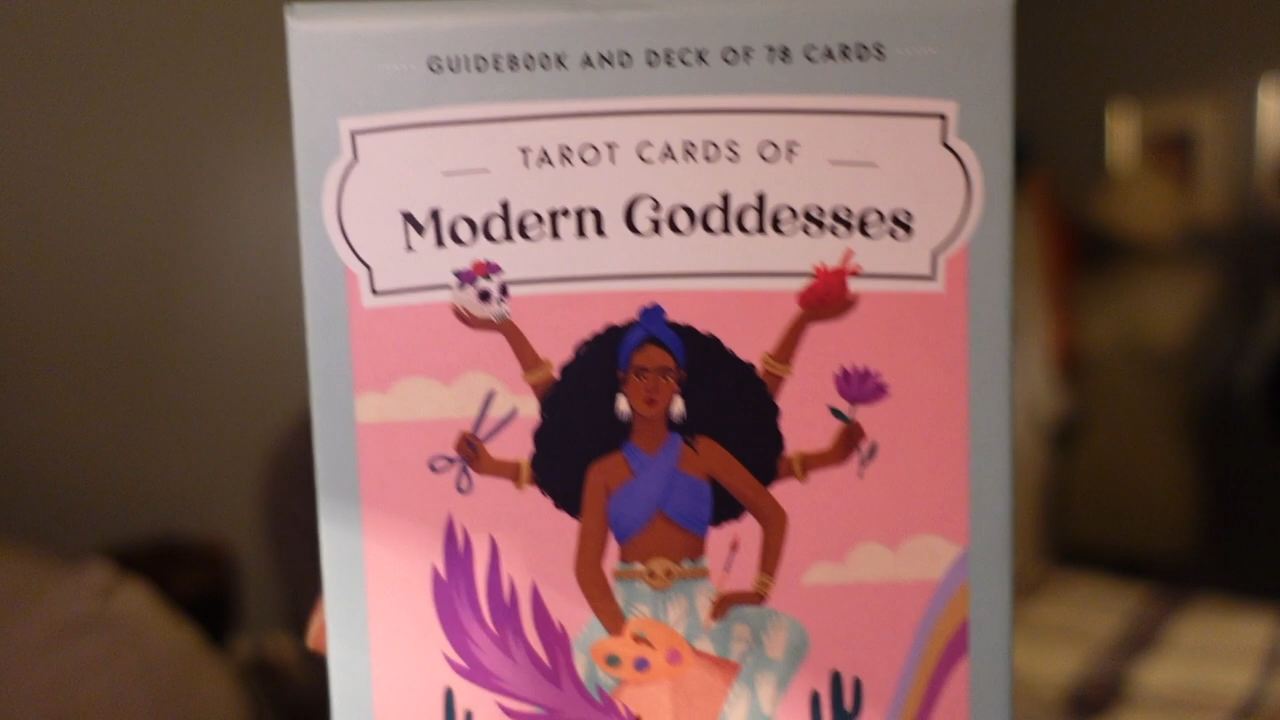 GUIDEBOOK AND DECK OF 78 CARDS
TAROT CARDS OF
Modern Goddesses